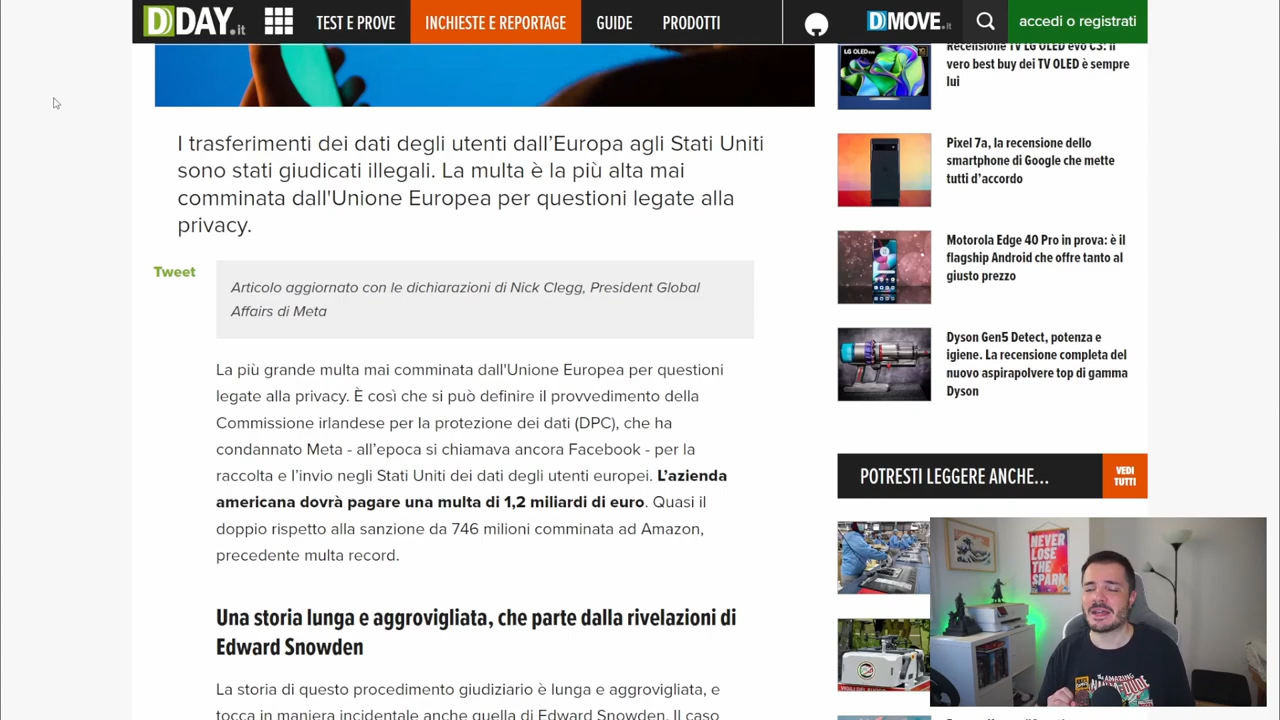 DDAY.it
TEST E PROVE
INCHIESTE E REPORTAGE
GUIDE
PRODOTTI
DMOVE.it
accedi o registrati
I trasferimenti dei dati degli utenti dall'Europa agli Stati Uniti
sono stati giudicati illegali. La multa è la più alta mai
comminata dall'Unione Europea per questioni legate alla
privacy.
Tweet
Articolo aggiornato con le dichiarazioni di Nick Clegg, President Global
Affairs di Meta
La più grande multa mai comminata dall'Unione Europea per questioni
legate alla privacy. È così che si può definire il provvedimento della
Commissione irlandese per la protezione dei dati (DPC), che ha
condannato Meta - all'epoca si chiamava ancora Facebook - per la
raccolta e l'invio negli Stati Uniti dei dati degli utenti europei. L'azienda
americana dovrà pagare una multa di 1,2 miliardi di euro. Quasi il
doppio rispetto alla sanzione da 746 milioni comminata ad Amazon,
precedente multa record.
Una storia lunga e aggrovigliata, che parte dalla rivelazioni di
Edward Snowden
La storia di questo procedimento giudiziario è lunga e aggrovigliata, e
tocca in maniera incidentale anche quella di Edward Snowden. Il caso
Recensione TV LG OLED evo C3: il
vero best buy dei TV OLED è sempre
lui
Pixel 7a, la recensione dello
smartphone di Google che mette
tutti d'accordo
Motorola Edge 40 Pro in prova: è il
flagship Android che offre tanto al
giusto prezzo
Dyson Gen5 Detect, potenza e
igiene. La recensione completa del
nuovo aspirapolvere top di gamma
Dyson
POTRESTI LEGGERE ANCHE...
VEDI
TUTTI
NEVER
LOSE
THE
SPARK